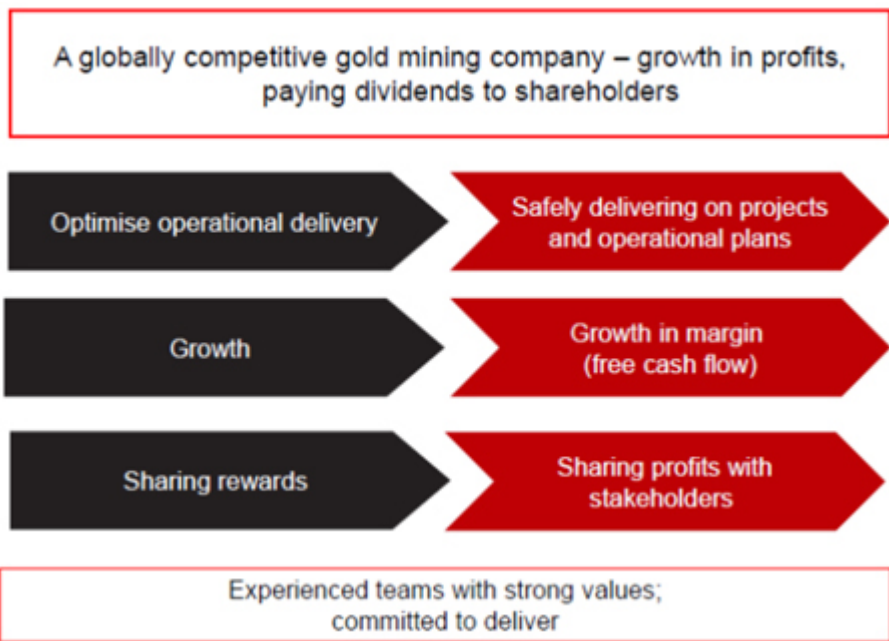 A globally competitive gold mining company – growth in profits,
paying dividends to shareholders
Optimise operational delivery
Safely delivering on projects
and operational plans
Growth
Growth in margin
(free cash flow)
Sharing rewards
Sharing profits with
stakeholders
Experienced teams with strong values;
committed to deliver